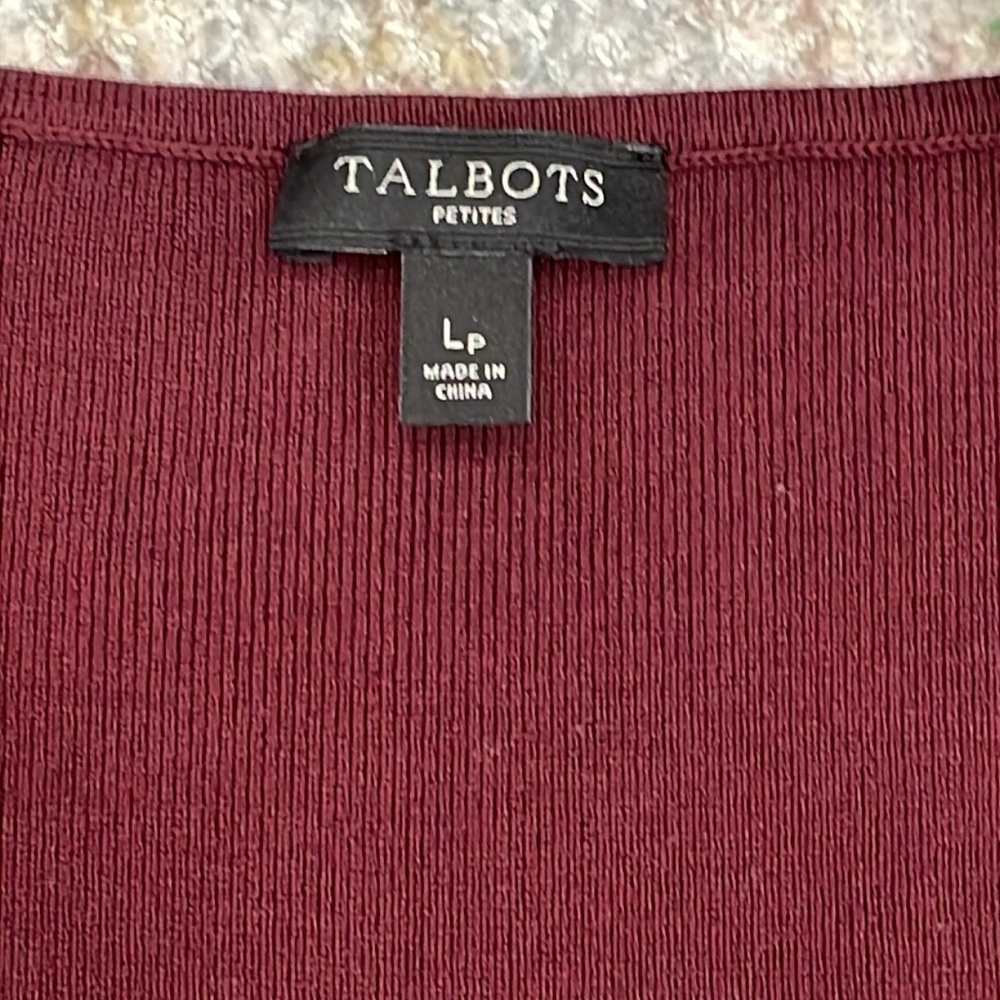 TALBOTS
PETITES
LP
MADE IN
CHINA